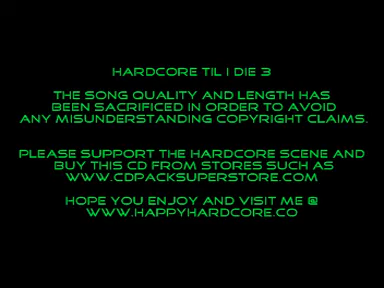 HARDCORE TIL I DIE 3
THE SONG QUALITY AND LENGTH HAS
BEEN SACRIFICED IN ORDER TO AVOID
ANY MISUNDERSTANDING COPYRIGHT CLAIMS.
PLEASE SUPPORT THE HARDCORE SCENE AND
BUY THIS CD FROM STORES SUCH AS
WWW.CDPACKSUPERSTORE.COM
HOPE YOU ENJOY AND VISIT ME @
WWW.HAPPYHARDCORE.CO